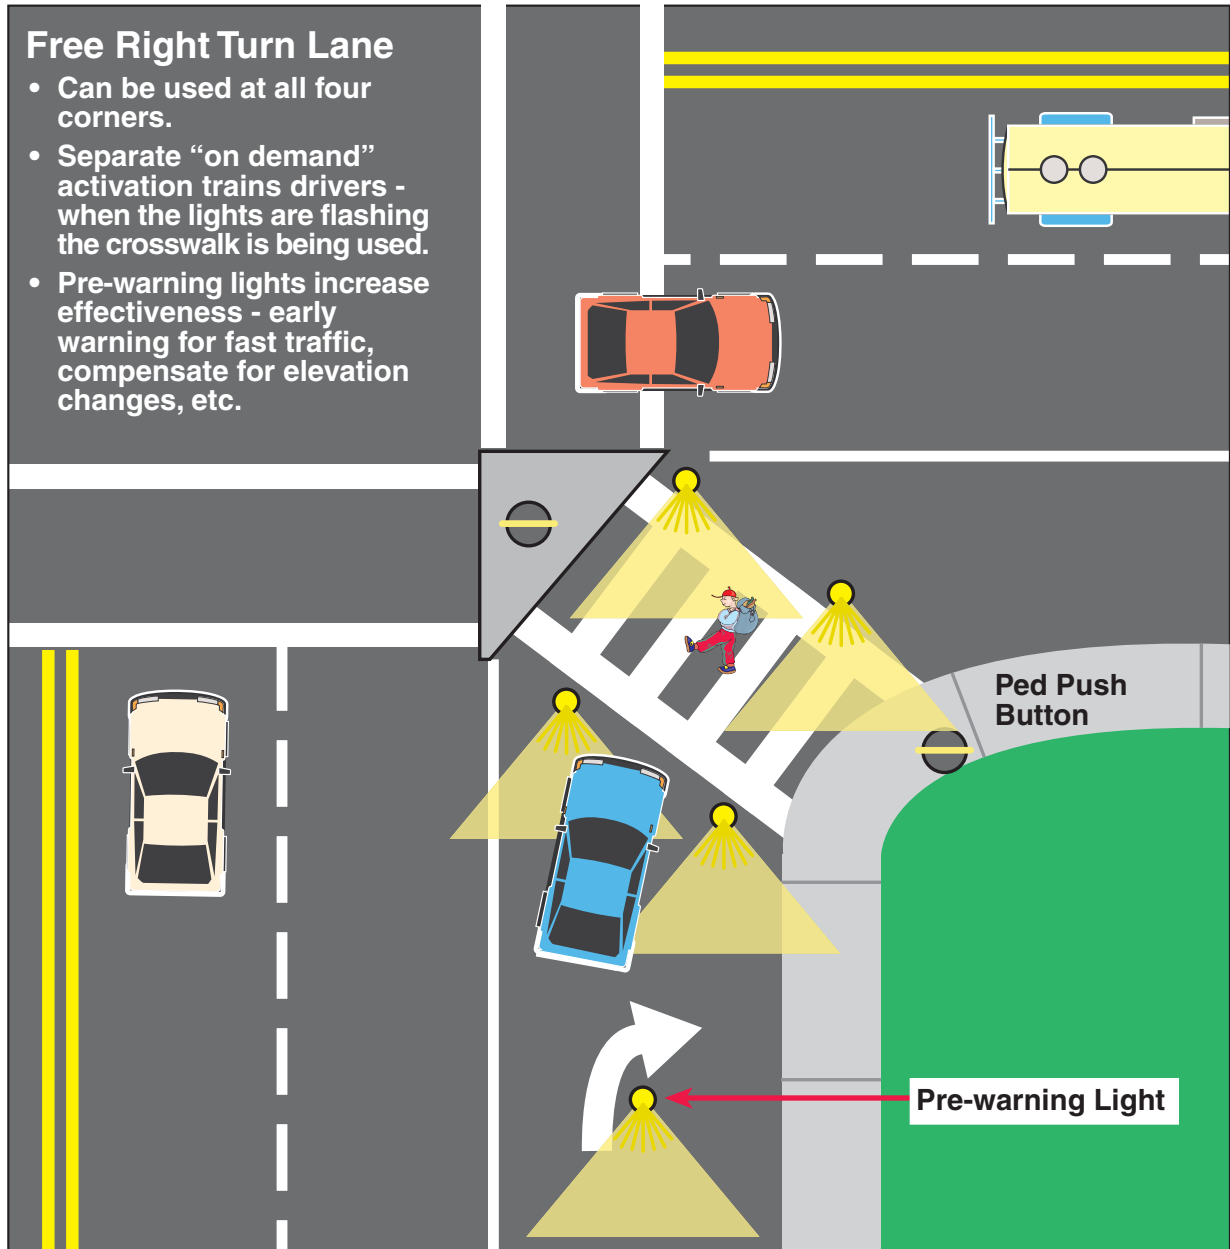 Free Right Turn Lane
• Can be used at all four
corners.
• Separate “on demand”
activation trains drivers -
when the lights are flashing
the crosswalk is being used.
• Pre-warning lights increase
effectiveness - early
warning for fast traffic,
compensate for elevation
changes, etc.
Ped Push
Button
Pre-warning Light